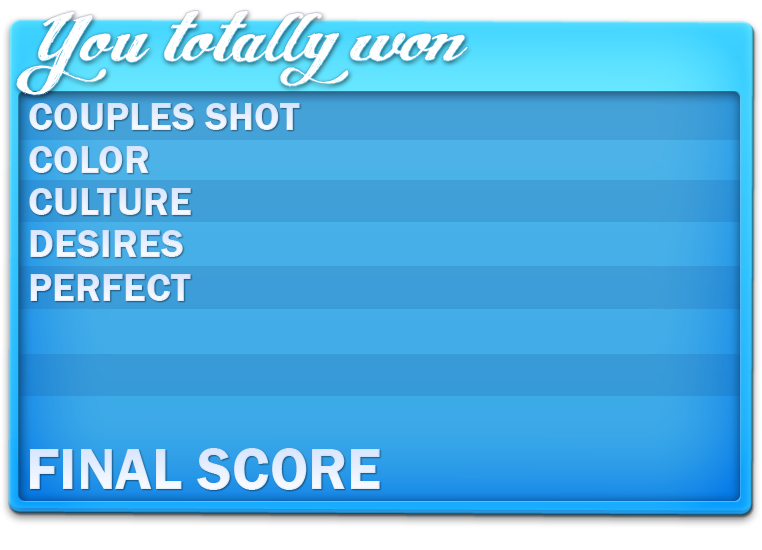 You totally won
COUPLES SHOT
COLOR
CULTURE
DESIRES
PERFECT
FINAL SCORE